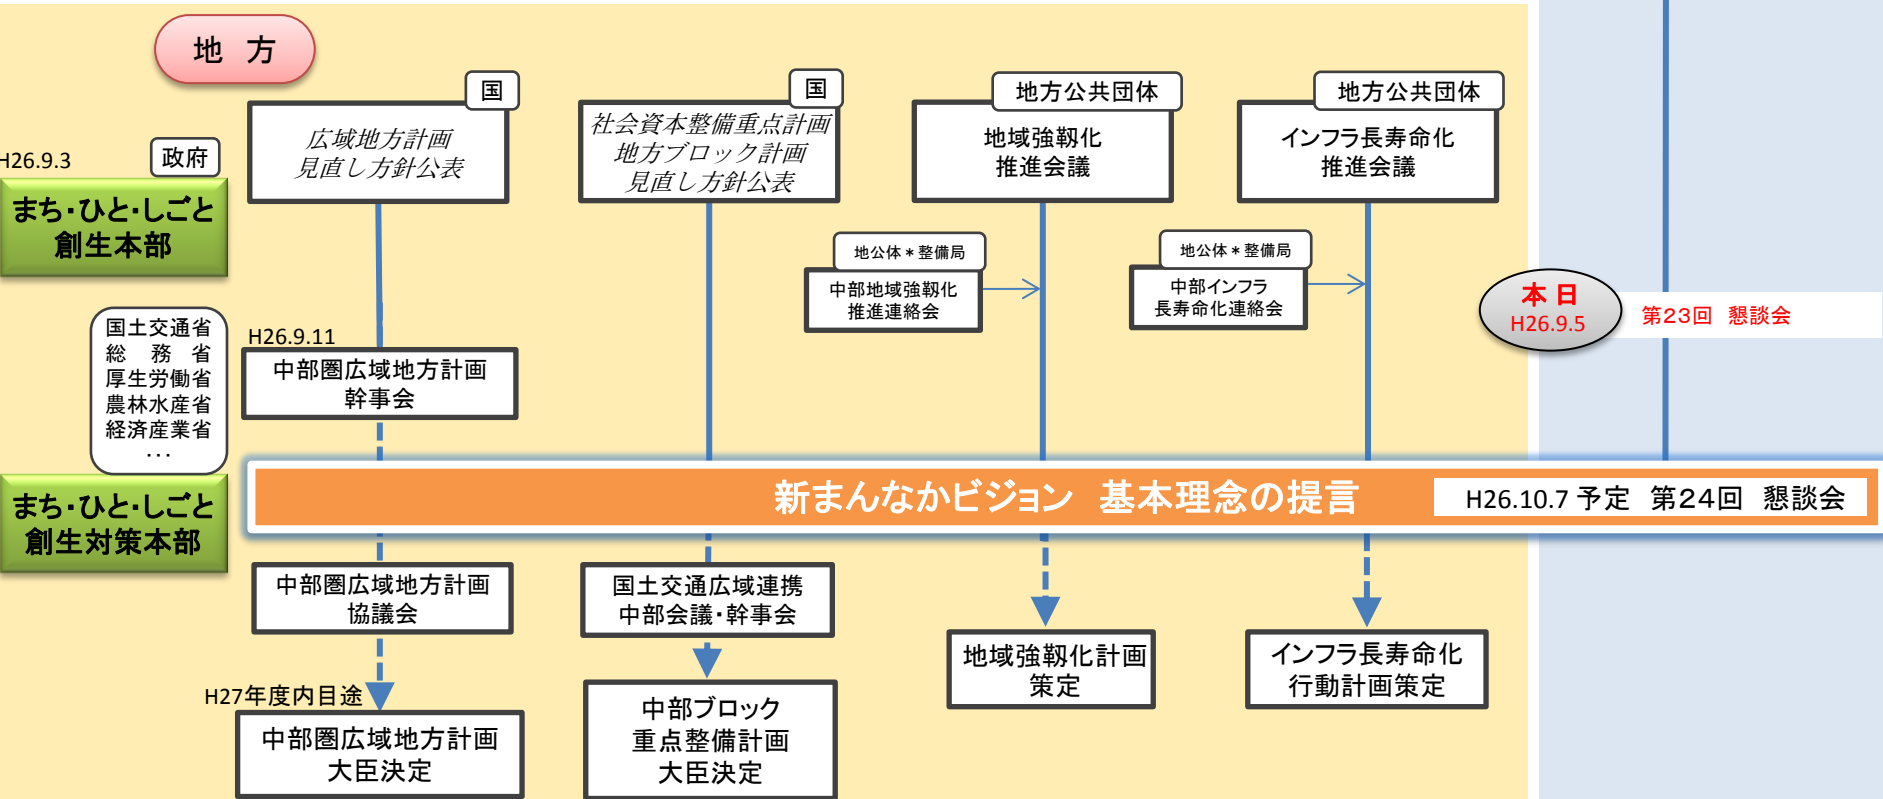 地 方
国
広域地方計画
見直し方針公表
国
社会資本整備重点計画
地方ブロック計画
見直し方針公表
地方公共団体
地域強靱化
推進会議
地方公共団体
インフラ長寿命化
推進会議
H26.9.3
政府
まち・ひと・しごと
創生本部
地公体＊整備局
中部地域強靱化
推進連絡会
地公体＊整備局
中部インフラ
長寿命化連絡会
本 日
H26.9.5
第23回 懇談会
国土交通省
総 務 省
厚生労働省
農林水産省
経済産業省
…
H26.9.11
中部圏広域地方計画
幹事会
まち・ひと・しごと
創生対策本部
新まんなかビジョン 基本理念の提言
H26.10.7 予定 第24回 懇談会
中部圏広域地方計画
協議会
国土交通広域連携
中部会議・幹事会
地域強靱化計画
策定
インフラ長寿命化
行動計画策定
H27年度内目途
中部圏広域地方計画
大臣決定
中部ブロック
重点整備計画
大臣決定